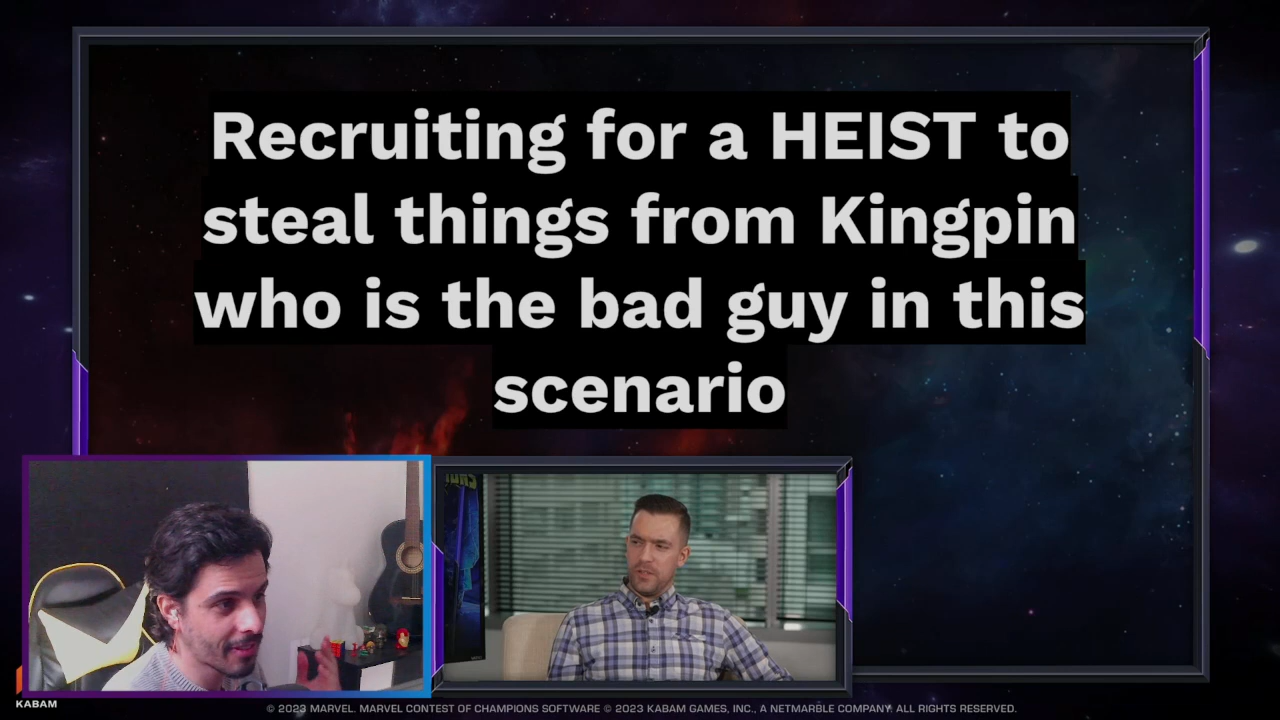 Recruiting for a HEIST to
steal things from Kingpin
who is the bad guy in this
scenario
KABAM
© 2023 MARVEL. MARVEL CONTEST OF CHAMPIONS SOFTWARE © 2023 KABAM GAMES, INC., A NETMARBLE COMPANY. ALL RIGHTS RESERVED.